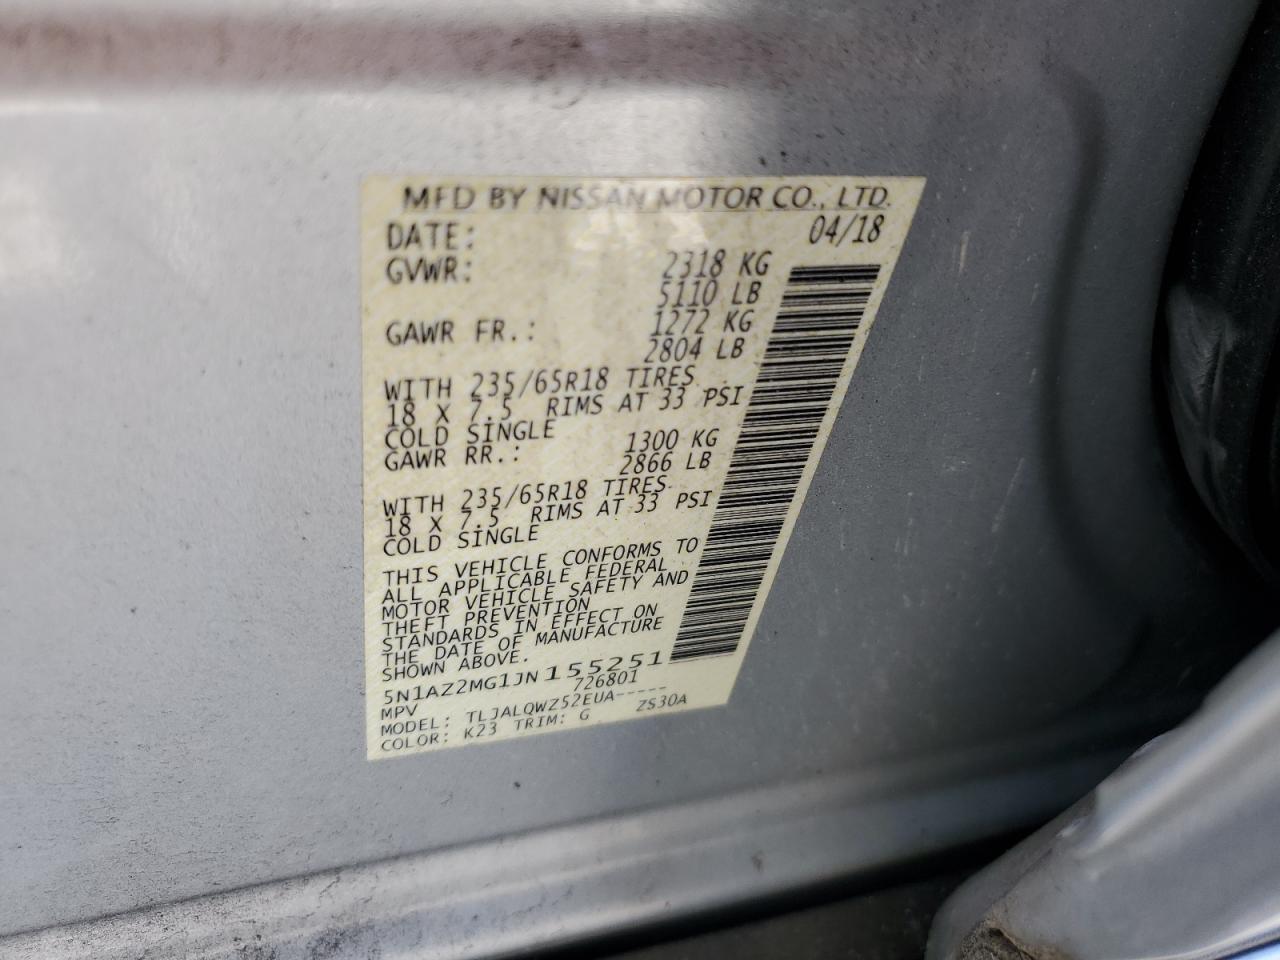 MFD BY NISSAN MOTOR CO., LTD.
DATE: 04/18
GVWR: 2318 KG
5110 LB
GAWR FR.: 1272 KG
2804 LB
WITH 235/65R18 TIRES
18 X 7.5 RIMS AT 33 PSI
COLD SINGLE
GAWR RR.: 1300 KG
2866 LB
WITH 235/65R18 TIRES
18 X 7.5 RIMS AT 33 PSI
COLD SINGLE
THIS VEHICLE CONFORMS TO
ALL APPLICABLE FEDERAL
MOTOR VEHICLE SAFETY AND
THEFT PREVENTION
STANDARDS IN EFFECT ON
THE DATE OF MANUFACTURE
SHOWN ABOVE.
5N1AZ2MG1JN155251
MPV 726801
MODEL: TLJALQWZ52EUA-----
COLOR: K23 TRIM: G ZS30A